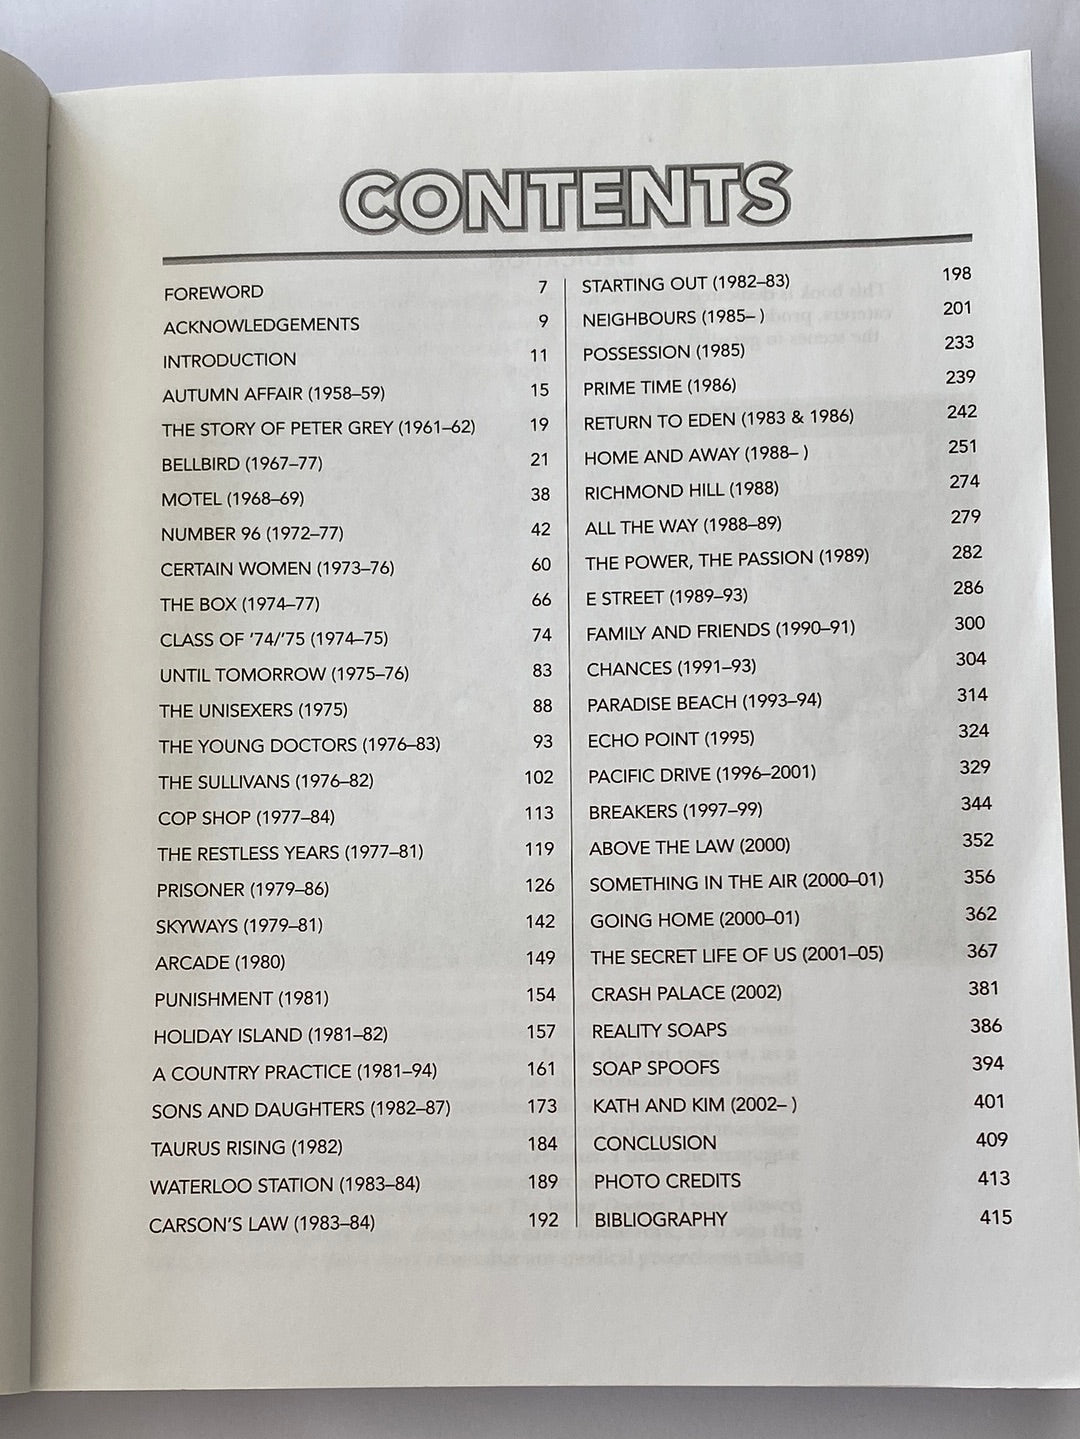 CONTENTS
FOREWORD 7
ACKNOWLEDGEMENTS 9
INTRODUCTION 11
AUTUMN AFFAIR (1958–59) 15
THE STORY OF PETER GREY (1961–62) 19
BELLBIRD (1967–77) 21
MOTEL (1968–69) 38
NUMBER 96 (1972–77) 42
CERTAIN WOMEN (1973–76) 60
THE BOX (1974–77) 66
CLASS OF '74/'75 (1974–75) 74
UNTIL TOMORROW (1975–76) 83
THE UNISEXERS (1975) 88
THE YOUNG DOCTORS (1976–83) 93
THE SULLIVANS (1976–82) 102
COP SHOP (1977–84) 113
THE RESTLESS YEARS (1977–81) 119
PRISONER (1979–86) 126
SKYWAYS (1979–81) 142
ARCADE (1980) 149
PUNISHMENT (1981) 154
HOLIDAY ISLAND (1981–82) 157
A COUNTRY PRACTICE (1981–94) 161
SONS AND DAUGHTERS (1982–87) 173
TAURUS RISING (1982) 184
WATERLOO STATION (1983–84) 189
CARSON'S LAW (1983–84) 192
STARTING OUT (1982–83) 198
NEIGHBOURS (1985– ) 201
POSSESSION (1985) 233
PRIME TIME (1986) 239
RETURN TO EDEN (1983 & 1986) 242
HOME AND AWAY (1988– ) 251
RICHMOND HILL (1988) 274
ALL THE WAY (1988–89) 279
THE POWER, THE PASSION (1989) 282
E STREET (1989–93) 286
FAMILY AND FRIENDS (1990–91) 300
CHANCES (1991–93) 304
PARADISE BEACH (1993–94) 314
ECHO POINT (1995) 324
PACIFIC DRIVE (1996–2001) 329
BREAKERS (1997–99) 344
ABOVE THE LAW (2000) 352
SOMETHING IN THE AIR (2000–01) 356
GOING HOME (2000–01) 362
THE SECRET LIFE OF US (2001–05) 367
CRASH PALACE (2002) 381
REALITY SOAPS 386
SOAP SPOOFS 394
KATH AND KIM (2002– ) 401
CONCLUSION 409
PHOTO CREDITS 413
BIBLIOGRAPHY 415